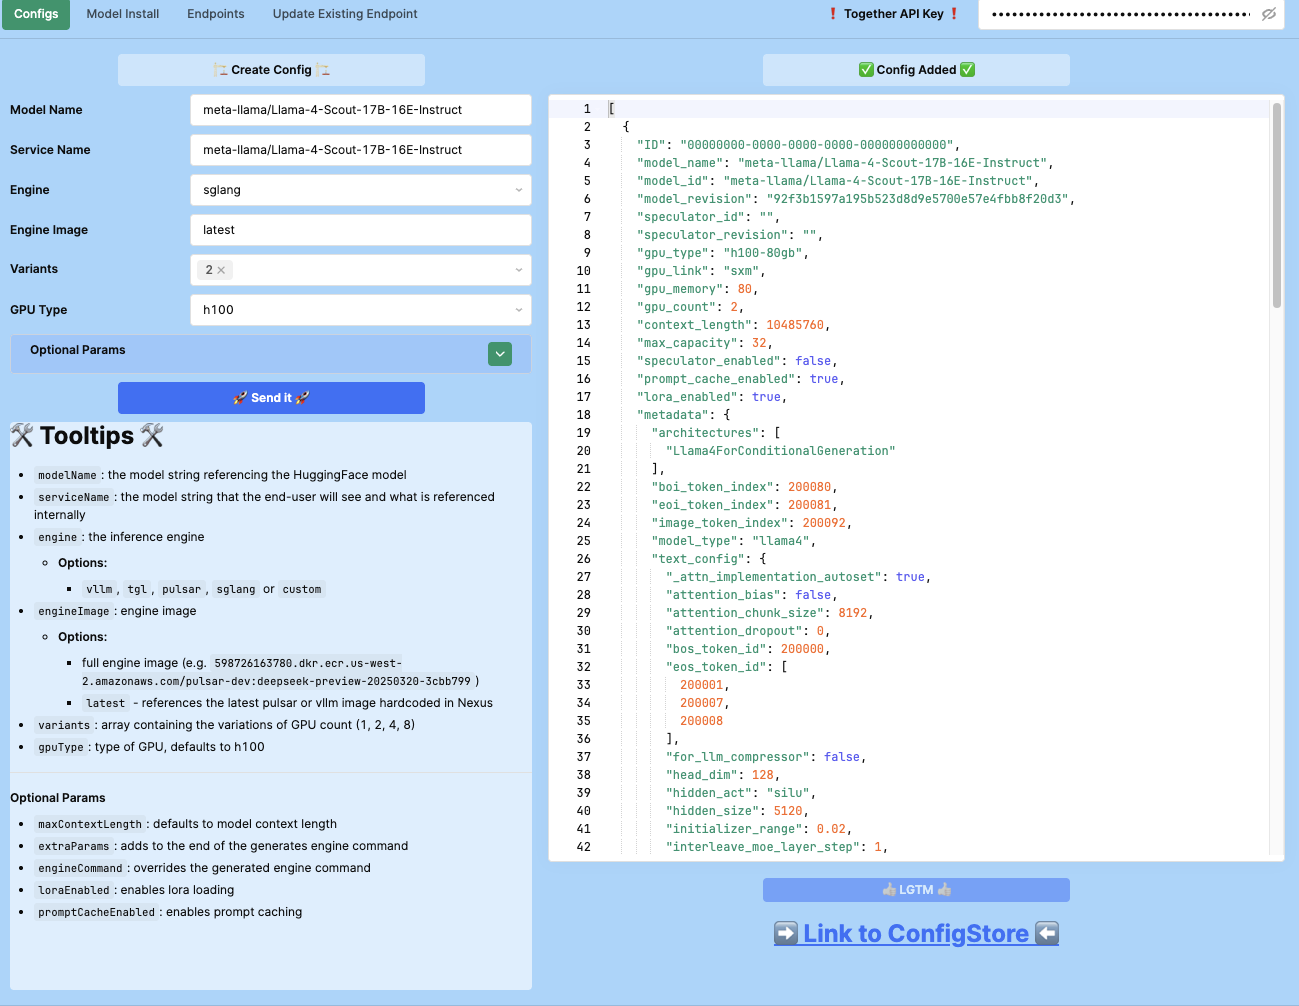 Configs
Model Install
Endpoints
Update Existing Endpoint
❗ Together API Key ❗
••••••••••••••••••••••••••••••••••••
🏗️ Create Config 🏗️
Model Name
meta-llama/Llama-4-Scout-17B-16E-Instruct
Service Name
meta-llama/Llama-4-Scout-17B-16E-Instruct
Engine
sglang
Engine Image
latest
Variants
2 ×
GPU Type
h100
Optional Params
🚀 Send it 🚀
🛠️ Tooltips 🛠️
• modelName : the model string referencing the HuggingFace model
• serviceName : the model string that the end-user will see and what is referenced
internally
• engine : the inference engine
◦ Options:
▪ vllm , tgl , pulsar , sglang or custom
• engineImage : engine image
◦ Options:
▪ full engine image (e.g. 598726163780.dkr.ecr.us-west-
2.amazonaws.com/pulsar-dev:deepseek-preview-20250320-3cbb799 )
▪ latest - references the latest pulsar or vllm image hardcoded in Nexus
• variants : array containing the variations of GPU count (1, 2, 4, 8)
• gpuType : type of GPU, defaults to h100
Optional Params
• maxContextLength : defaults to model context length
• extraParams : adds to the end of the generates engine command
• engineCommand : overrides the generated engine command
• loraEnabled : enables lora loading
• promptCacheEnabled : enables prompt caching
✅ Config Added ✅
1 [
2 {
3 "ID": "00000000-0000-0000-0000-000000000000",
4 "model_name": "meta-llama/Llama-4-Scout-17B-16E-Instruct",
5 "model_id": "meta-llama/Llama-4-Scout-17B-16E-Instruct",
6 "model_revision": "92f3b1597a195b523d8d9e5700e57e4fbb8f20d3",
7 "speculator_id": "",
8 "speculator_revision": "",
9 "gpu_type": "h100-80gb",
10 "gpu_link": "sxm",
11 "gpu_memory": 80,
12 "gpu_count": 2,
13 "context_length": 10485760,
14 "max_capacity": 32,
15 "speculator_enabled": false,
16 "prompt_cache_enabled": true,
17 "lora_enabled": true,
18 "metadata": {
19 "architectures": [
20 "Llama4ForConditionalGeneration"
21 ],
22 "boi_token_index": 200080,
23 "eoi_token_index": 200081,
24 "image_token_index": 200092,
25 "model_type": "llama4",
26 "text_config": {
27 "_attn_implementation_autoset": true,
28 "attention_bias": false,
29 "attention_chunk_size": 8192,
30 "attention_dropout": 0,
31 "bos_token_id": 200000,
32 "eos_token_id": [
33 200001,
34 200007,
35 200008
36 ],
37 "for_llm_compressor": false,
38 "head_dim": 128,
39 "hidden_act": "silu",
40 "hidden_size": 5120,
41 "initializer_range": 0.02,
42 "interleave_moe_layer_step": 1,
👍 LGTM 👍
➡️ Link to ConfigStore ⬅️